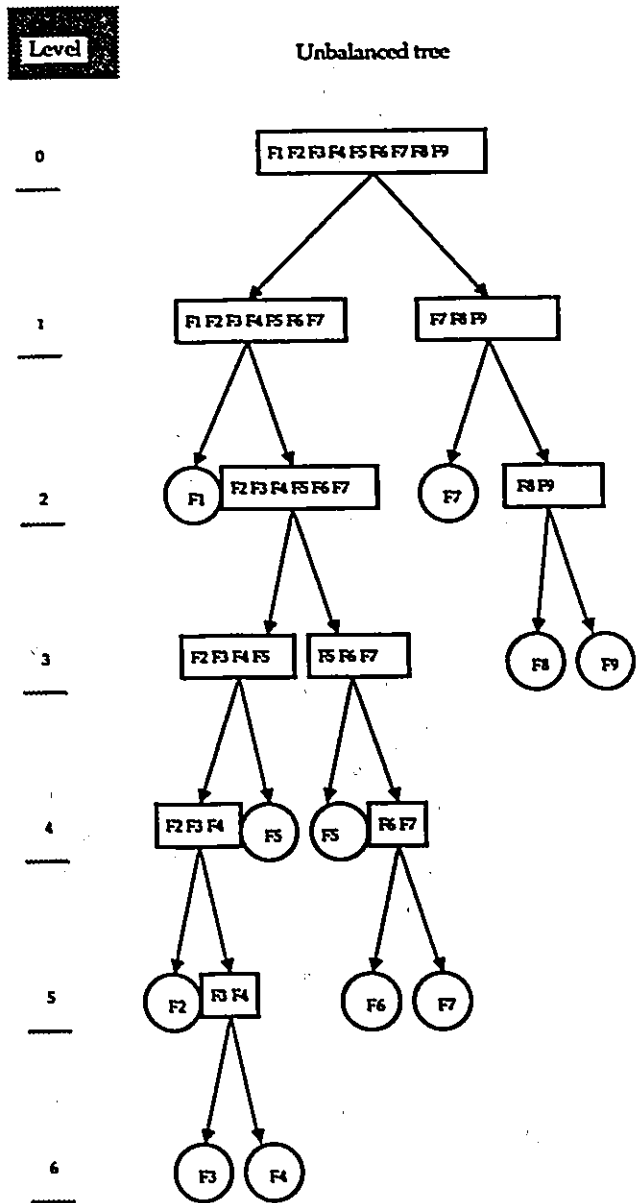 Level
Unbalanced tree
0
F1 F2 F3 F4 F5 F6 F7 F8 F9
1
F1 F2 F3 F4 F5 F6 F7
F7 F8 F9
2
F1
F2 F3 F4 F5 F6 F7
F7
F8 F9
3
F2 F3 F4 F5
F5 F6 F7
F8
F9
4
F2 F3 F4
F5
F5
F6 F7
5
F2
F3 F4
F6
F7
6
F3
F4